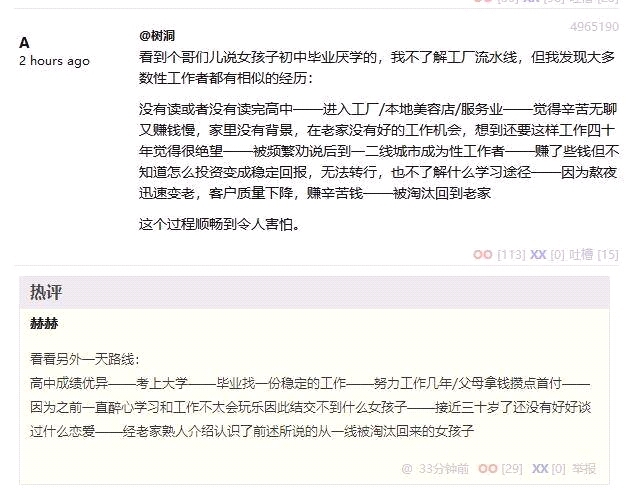 4965190
A
2 hours ago
@树洞
看到个哥们儿说女孩子初中毕业厌学的，我不了解工厂流水线，但我发现大多
数性工作者都有相似的经历：
没有读或者没有读完高中——进入工厂/本地美容店/服务业——觉得辛苦无聊
又赚钱慢，家里没有背景，在老家没有好的工作机会，想到还要这样工作四十
年觉得很绝望——被频繁劝说后到一二线城市成为性工作者——赚了些钱但不
知道怎么投资变成稳定回报，无法转行，也不了解什么学习途径——因为熬夜
迅速变老，客户质量下降，赚辛苦钱——被淘汰回到老家
这个过程顺畅到令人害怕。
OO [113] XX [0] 吐槽 [15]
热评
赫赫
看看另外一天路线：
高中成绩优异——考上大学——毕业找一份稳定的工作——努力工作几年/父母拿钱攒点首付——
因为之前一直醉心学习和工作不太会玩乐因此结交不到什么女孩子——接近三十岁了还没有好好谈
过什么恋爱——经老家熟人介绍认识了前述所说的从一线被淘汰回来的女孩子
@ 33分钟前 OO [29] XX [0] 举报